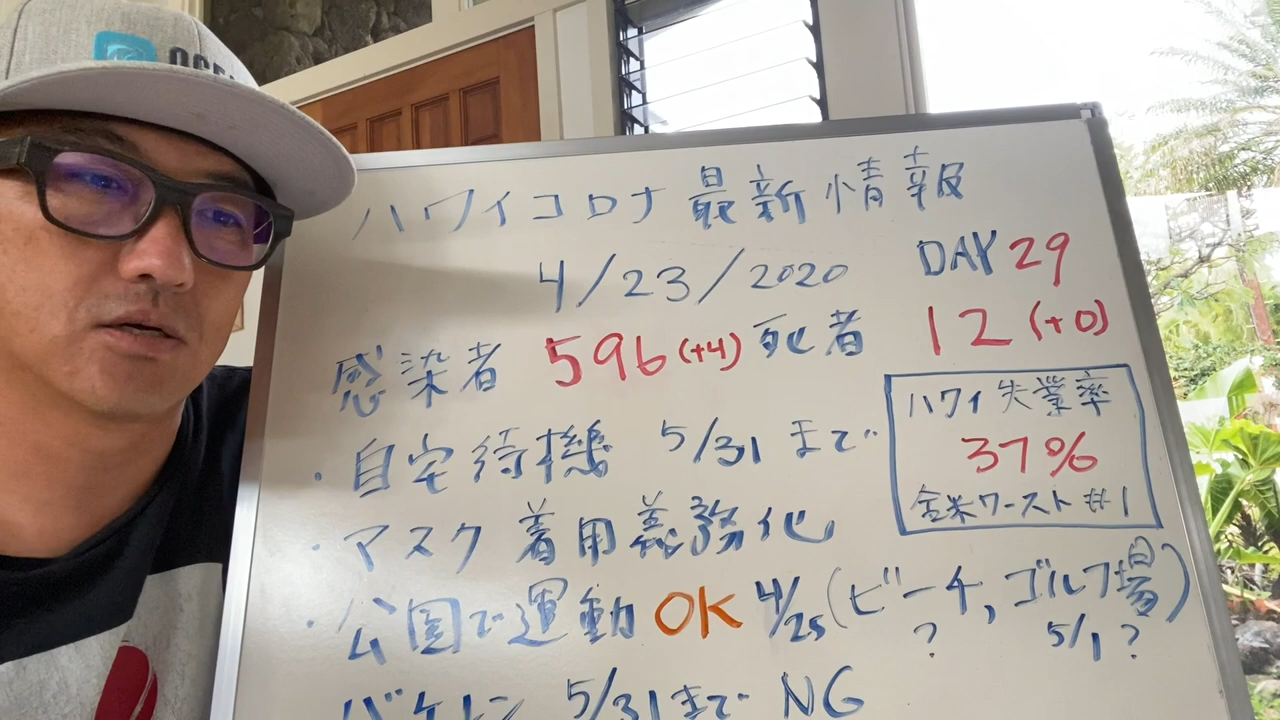 ハワイコロナ 最新情報
4/23/2020 DAY 29
感染者 596 (+4) 死者 12 (+0)
・自宅待機 5/31 まで
ハワイ失業率
37%
全米ワースト #1
・マスク 着用義務化
・公園で運動 OK 4/25 (ビーチ, ゴルフ場)
? 5/1?
5/31まで NG